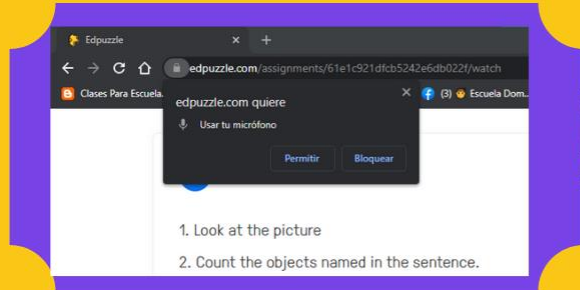 Edpuzzle
edpuzzle.com/assignments/61e1c921dfcb5242e6db022f/watch
Clases Para Escuela.
(3) Escuela Dom...
edpuzzle.com quiere
Usar tu micrófono
Permitir
Bloquear
1. Look at the picture
2. Count the objects named in the sentence.